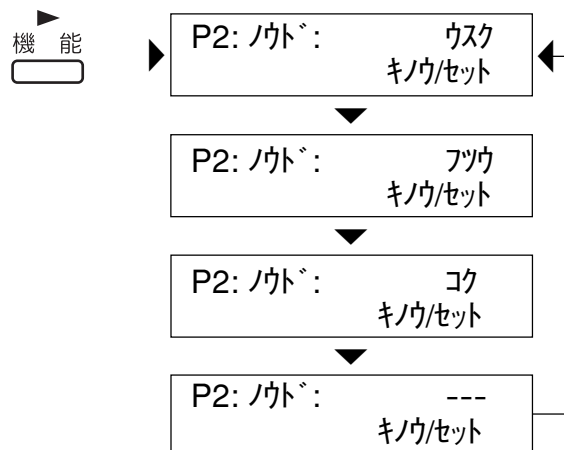 機 能
P2: ﾉｳﾄﾞ: ｳｽｸ
ｷﾉｳ/ｾｯﾄ
P2: ﾉｳﾄﾞ: ﾌﾂｳ
ｷﾉｳ/ｾｯﾄ
P2: ﾉｳﾄﾞ: ｺｸ
ｷﾉｳ/ｾｯﾄ
P2: ﾉｳﾄﾞ: ---
ｷﾉｳ/ｾｯﾄ